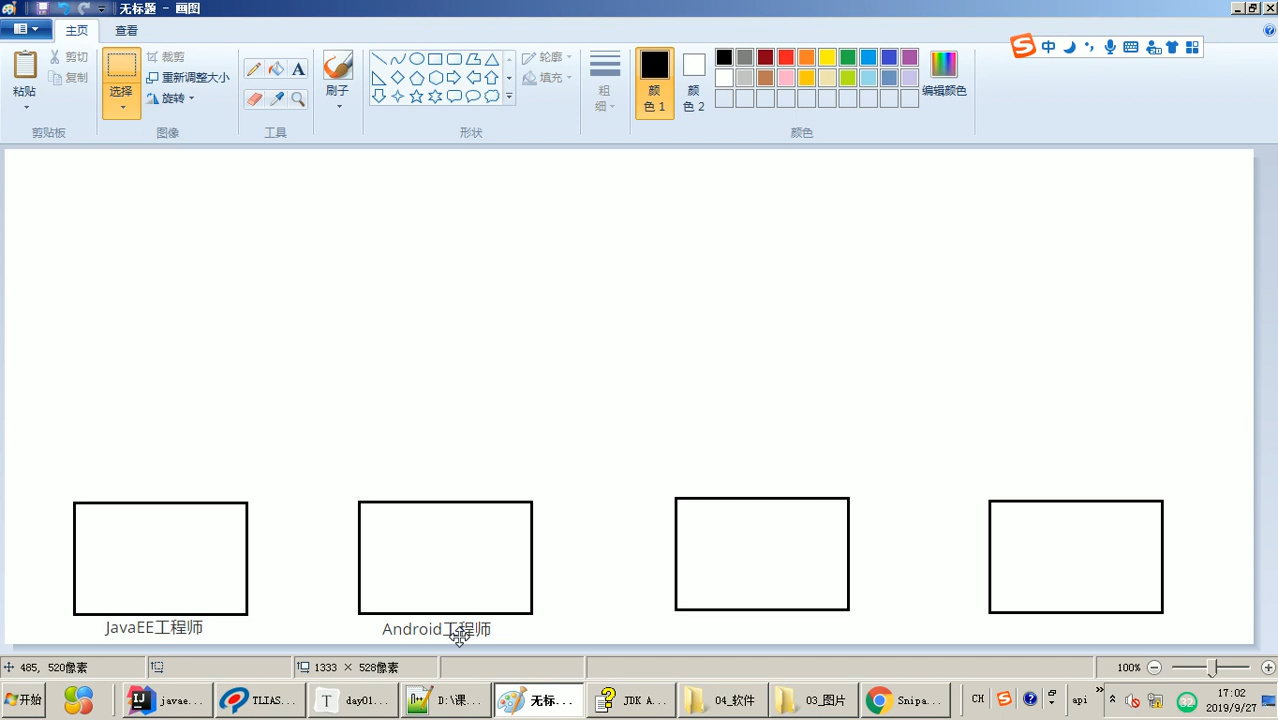 无标题 - 画图
主页
查看
粘贴
剪切
复制
剪贴板
选择
裁剪
重新调整大小
旋转
图像
A
工具
刷子
轮廓
填充
形状
粗
细
颜
色 1
颜
色 2
编辑颜色
颜色
中
JavaEE工程师
Android工程师
485, 520像素
1333 × 528像素
100%
开始
javae...
TLIAS...
T
day01...
D:\课...
无标...
JDK A...
04_软件
03_图片
Snipa...
CH
api
32
17:02
2019/9/27